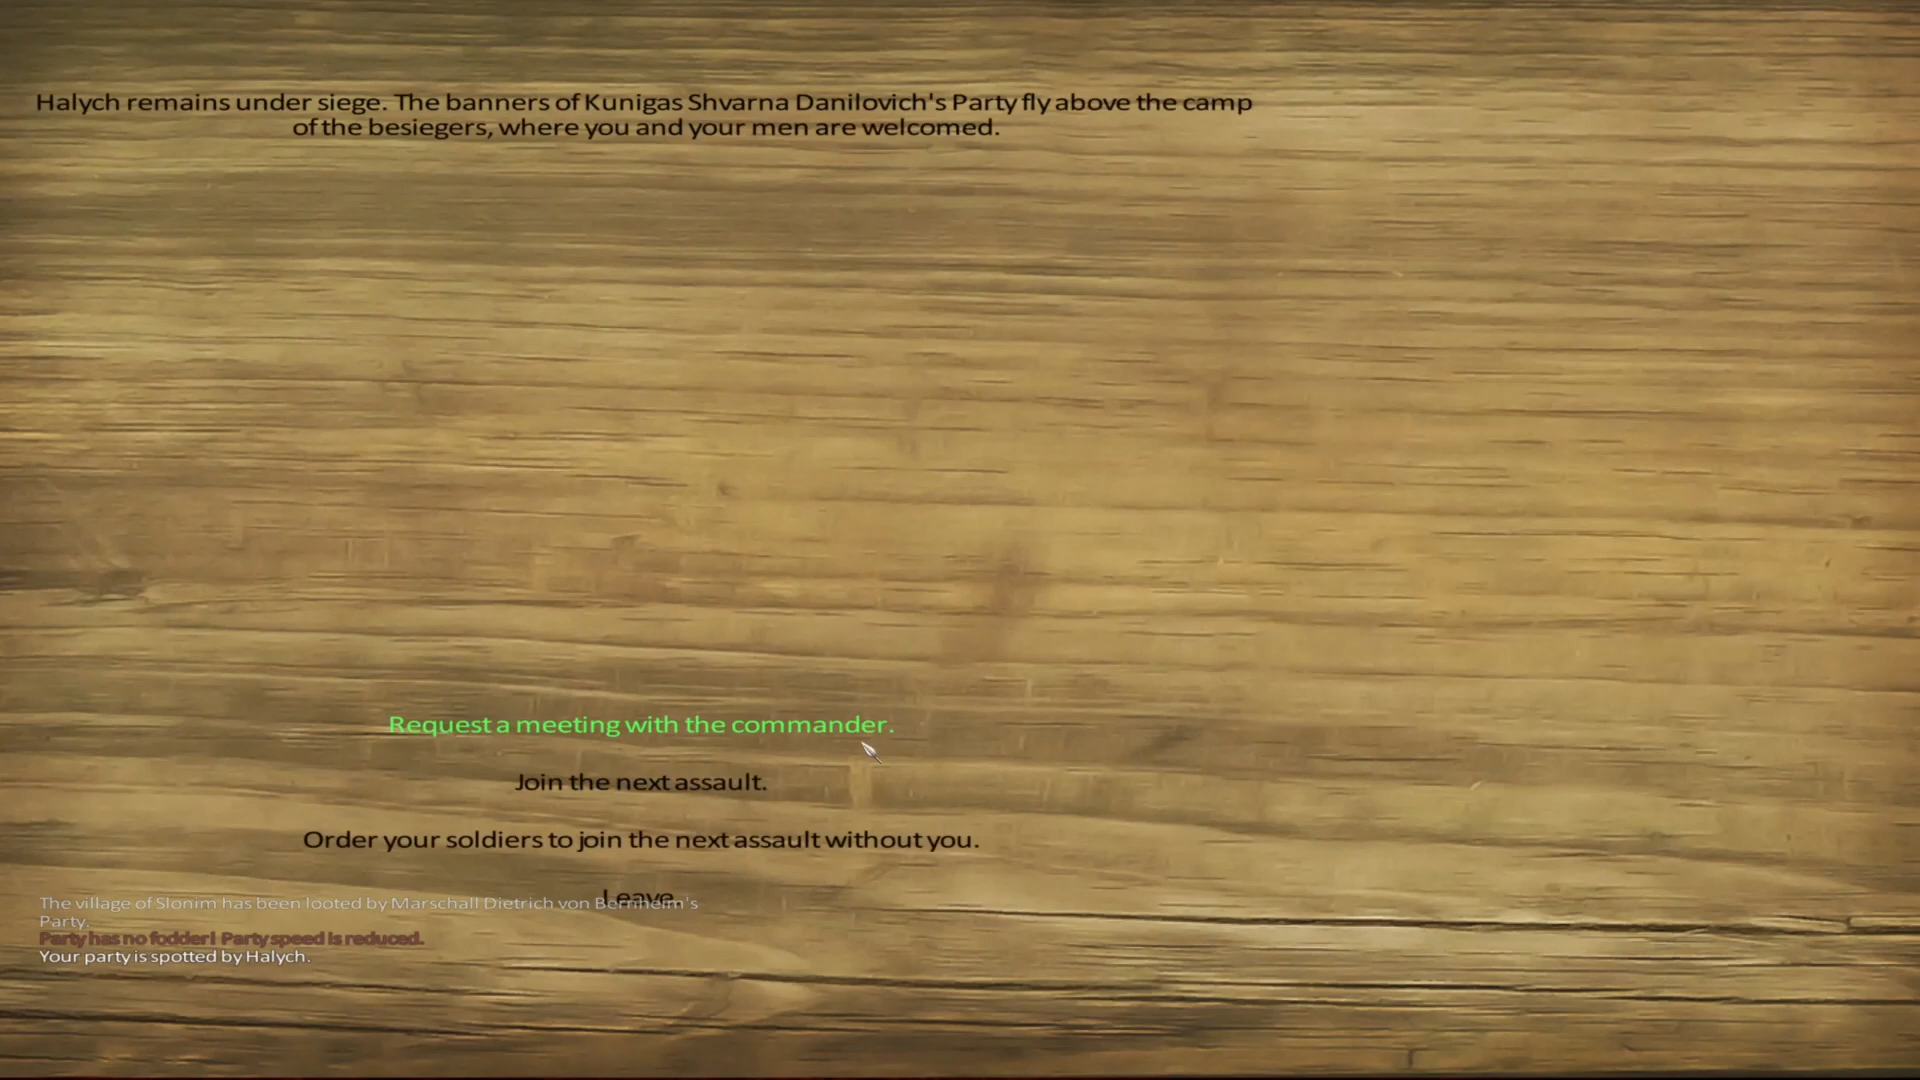 Halych remains under siege. The banners of Kunigas Shvarna Danilovich's Party fly above the camp
of the besiegers, where you and your men are welcomed.
Request a meeting with the commander.
Join the next assault.
Order your soldiers to join the next assault without you.
Leave.
The village of Slonim has been looted by Marschall Dietrich von Bernheim's
Party.
Party has no fodder! Party speed is reduced.
Your party is spotted by Halych.